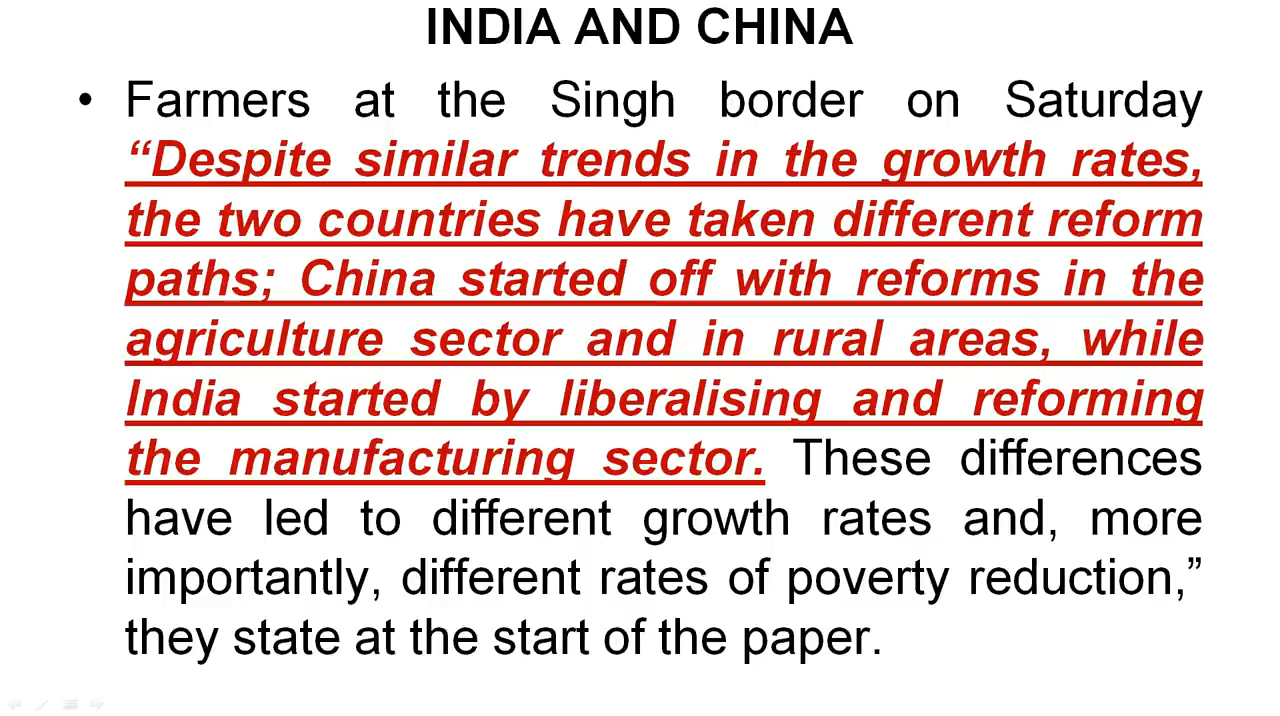 INDIA AND CHINA
• Farmers at the Singh border on Saturday
“Despite similar trends in the growth rates,
the two countries have taken different reform
paths; China started off with reforms in the
agriculture sector and in rural areas, while
India started by liberalising and reforming
the manufacturing sector. These differences
have led to different growth rates and, more
importantly, different rates of poverty reduction,”
they state at the start of the paper.